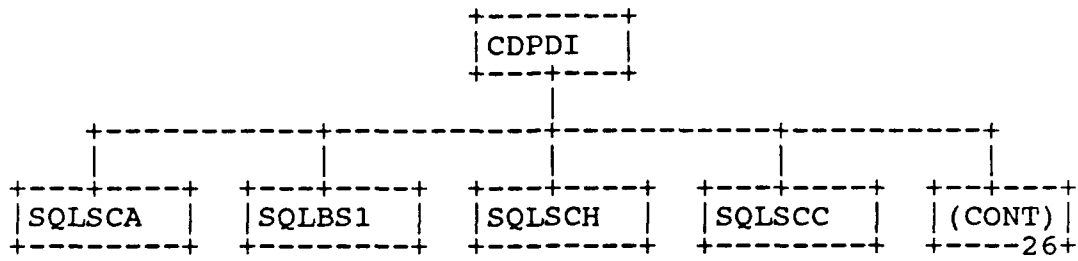 CDPDI
SQLSCA SQLBS1 SQLSCH SQLSCC (CONT)
26